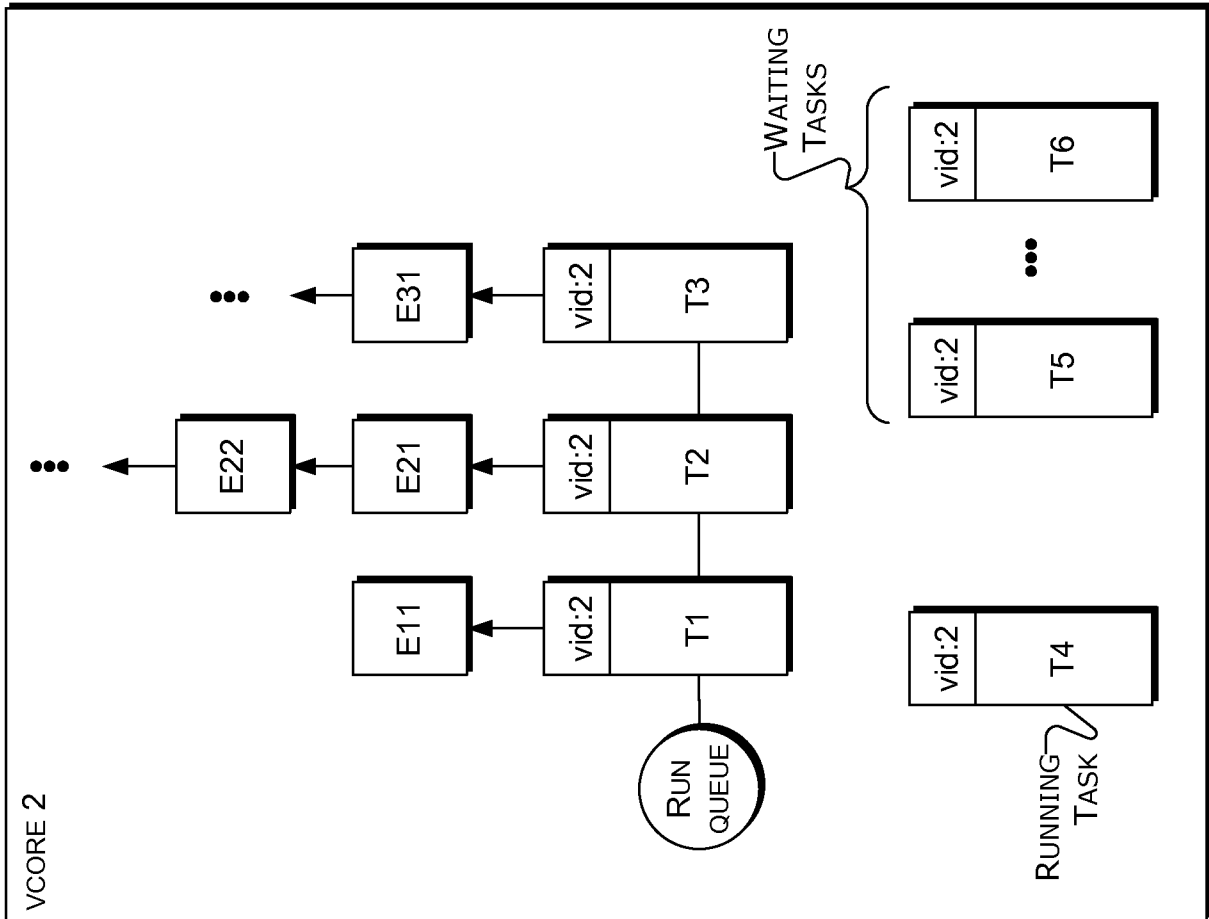 VCORE 2
E22
E11
E21
E31
vid:2
vid:2
vid:2
RUN
QUEUE
T1
T2
T3
WAITING
TASKS
vid:2
vid:2
vid:2
T4
T5
T6
RUNNING
TASK